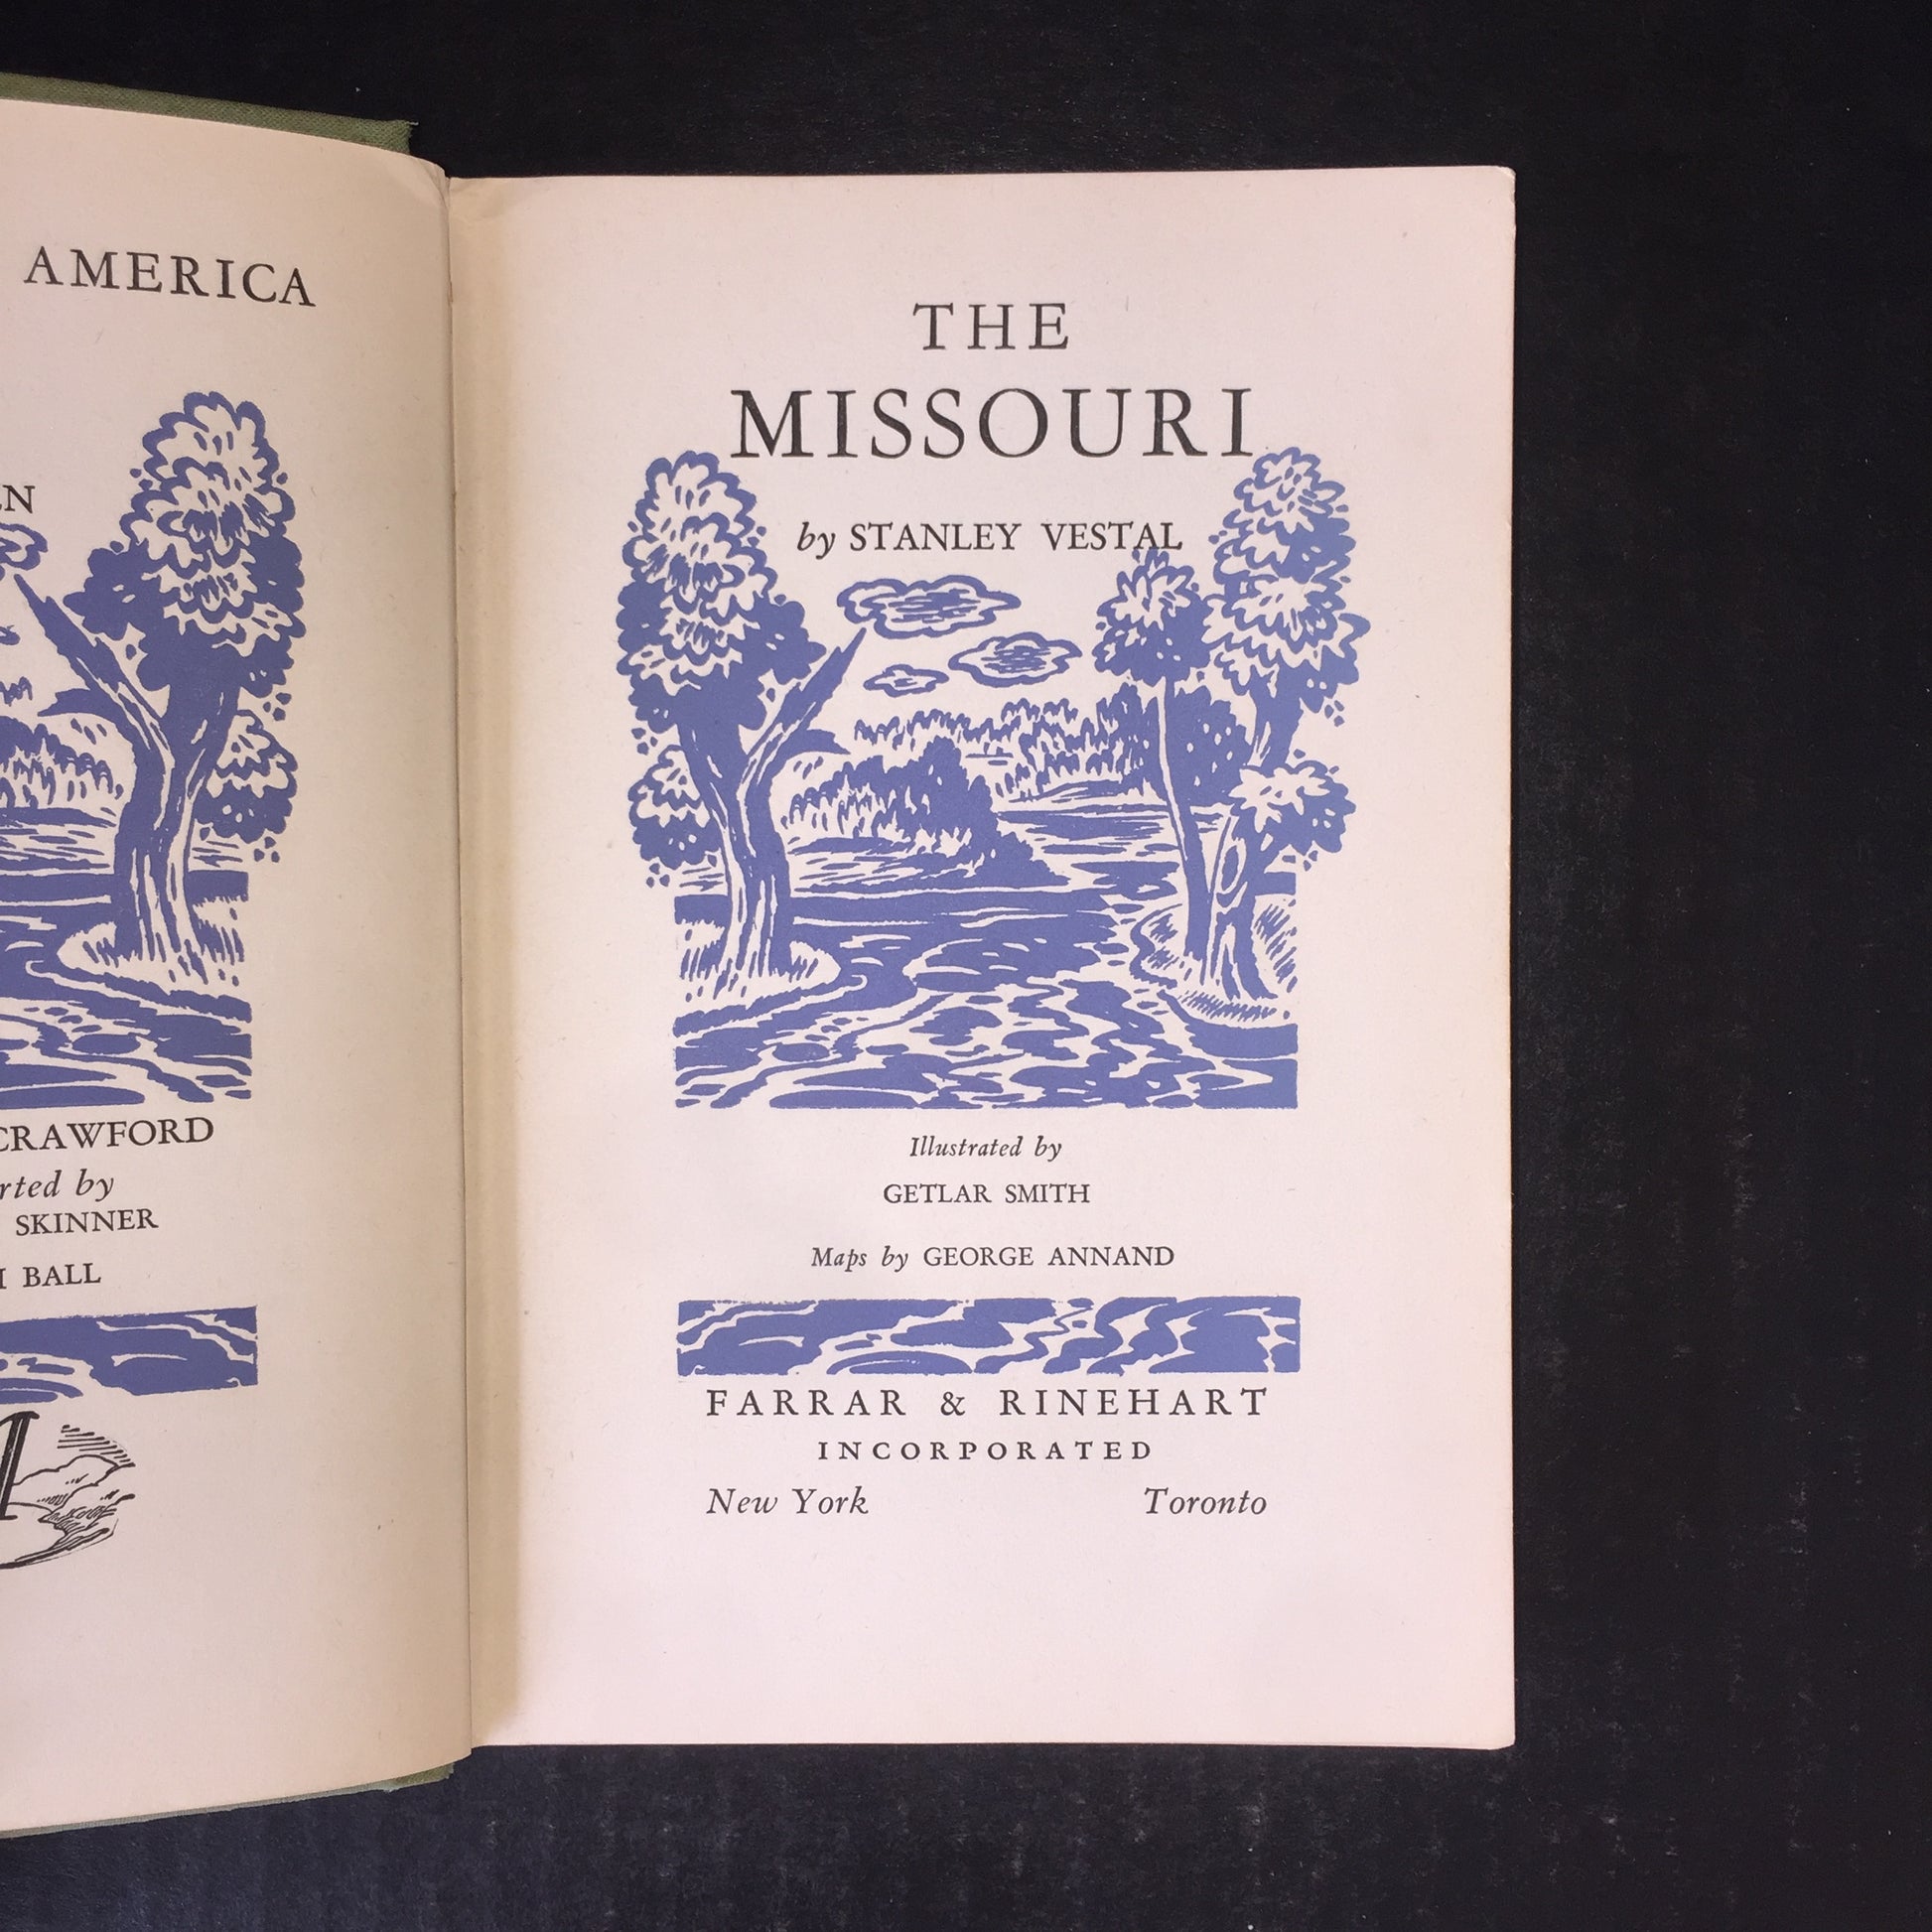 AMERICA
CRAWFORD
by
SKINNER
BALL
THE
MISSOURI
by STANLEY VESTAL
Illustrated by
GETLAR SMITH
Maps by GEORGE ANNAND
FARRAR & RINEHART
INCORPORATED
New York Toronto